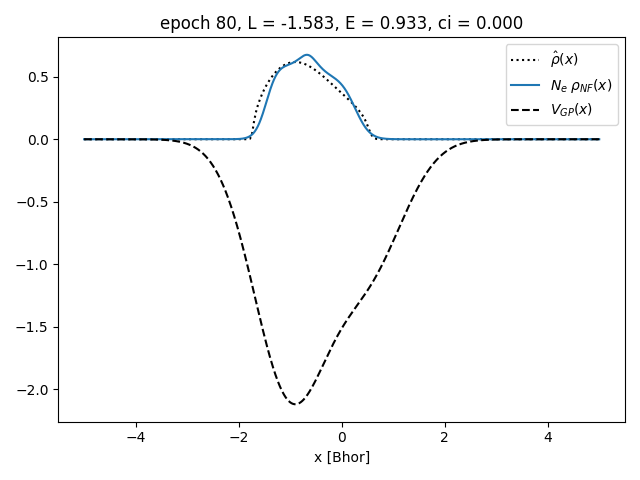 epoch 80, L = -1.583, E = 0.933, ci = 0.000
ρ̂(x)
N_e ρ_NF(x)
V_GP(x)
0.5
0.0
−0.5
−1.0
−1.5
−2.0
−4
−2
0
2
4
x [Bhor]